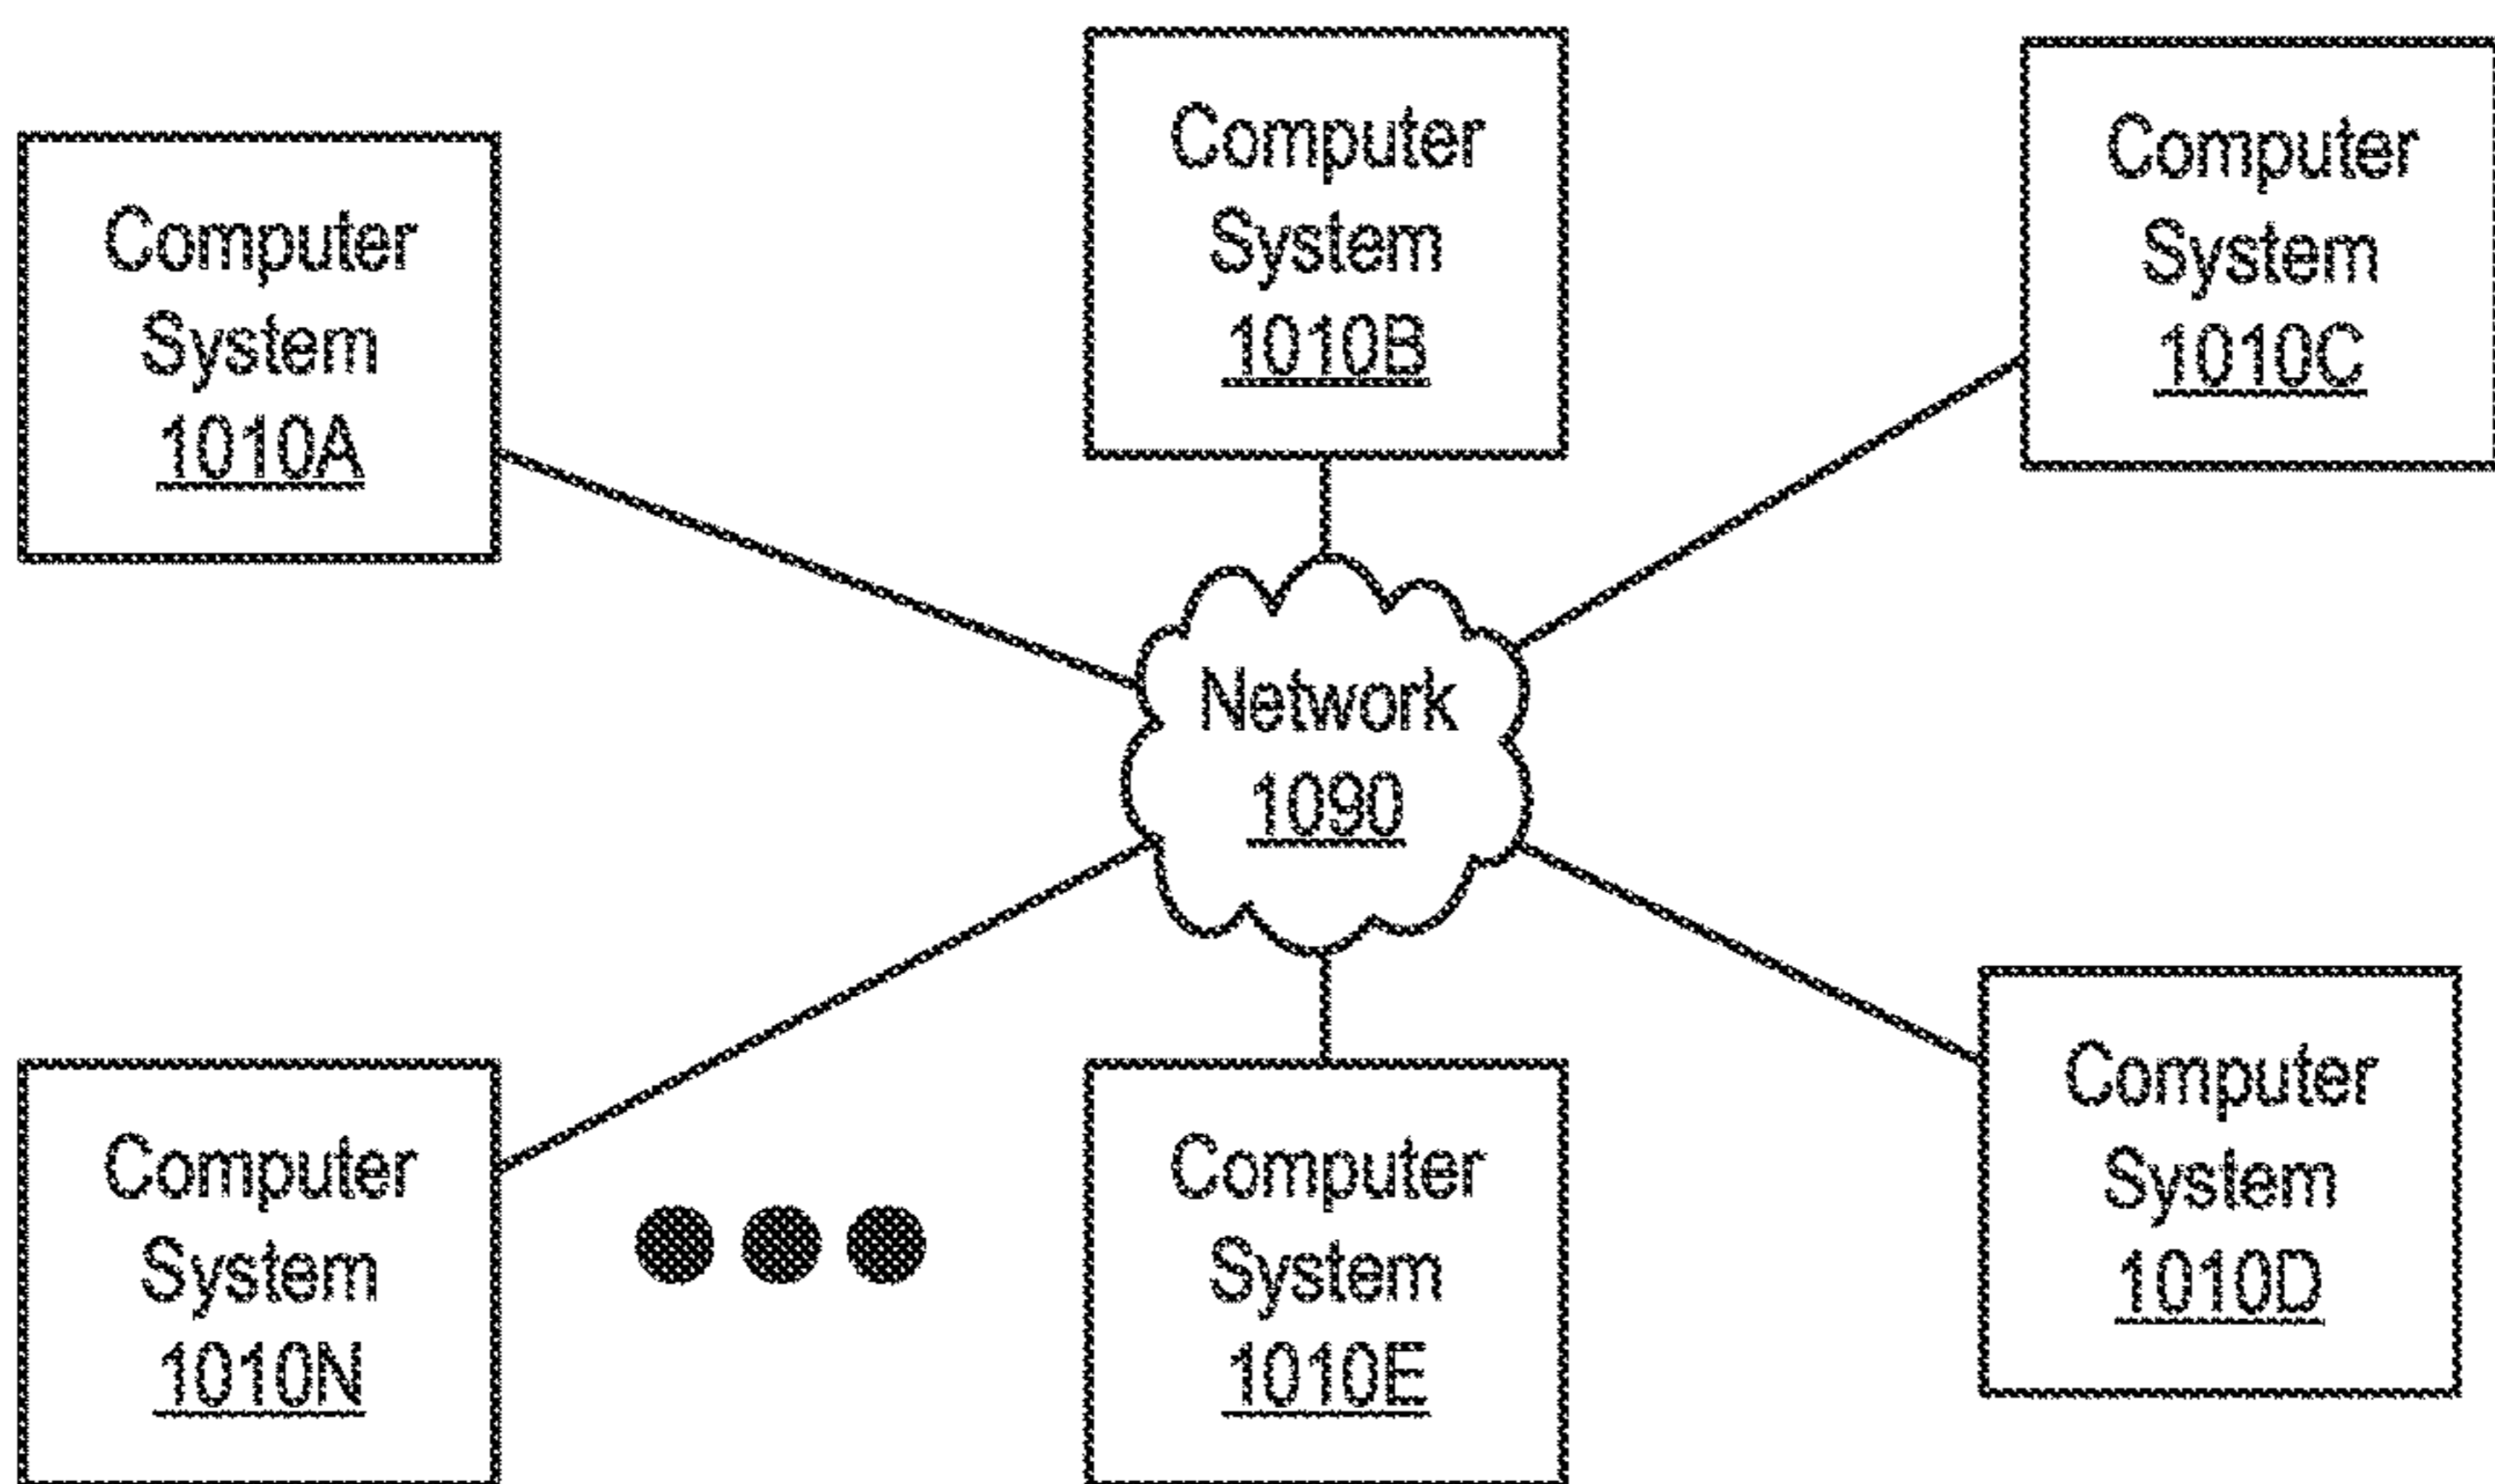 Computer
System
1010A
Computer
System
1010B
Computer
System
1010C
Network
1090
Computer
System
1010N
Computer
System
1010E
Computer
System
1010D